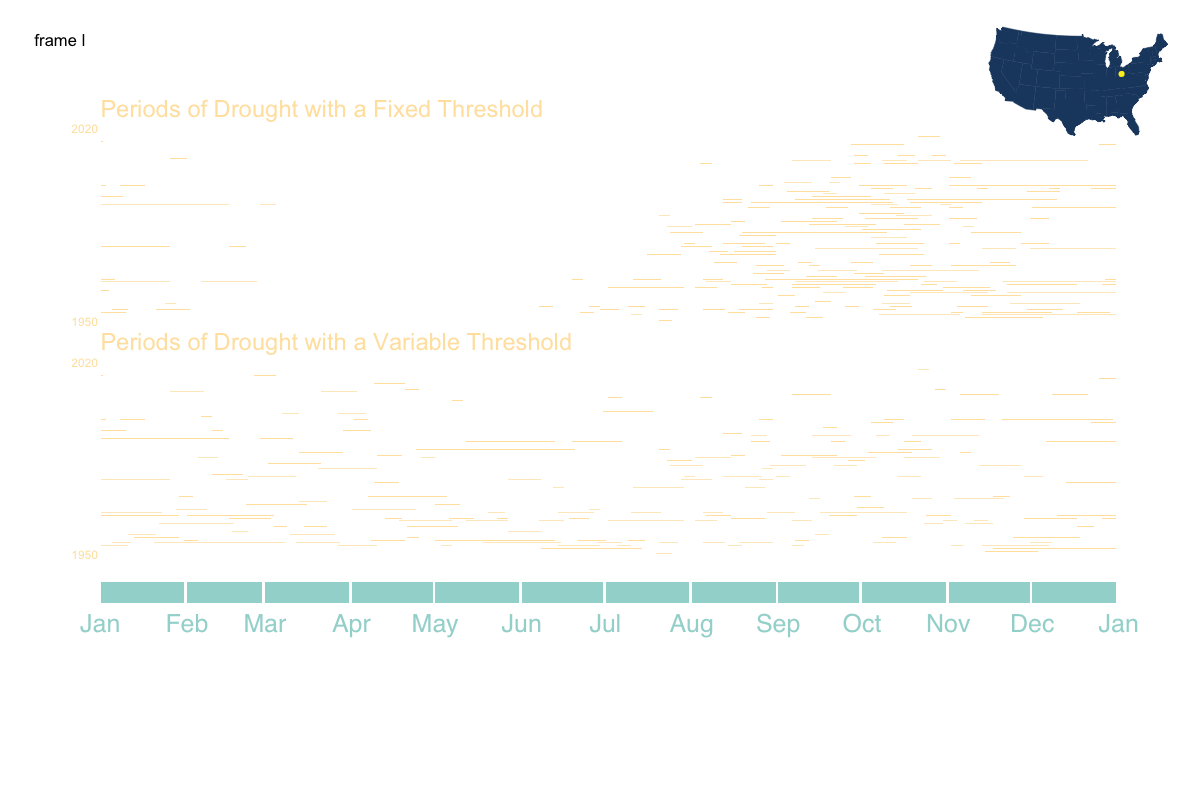 frame l
Periods of Drought with a Fixed Threshold
2020
1950
Periods of Drought with a Variable Threshold
2020
1950
Jan Feb Mar Apr May Jun Jul Aug Sep Oct Nov Dec Jan